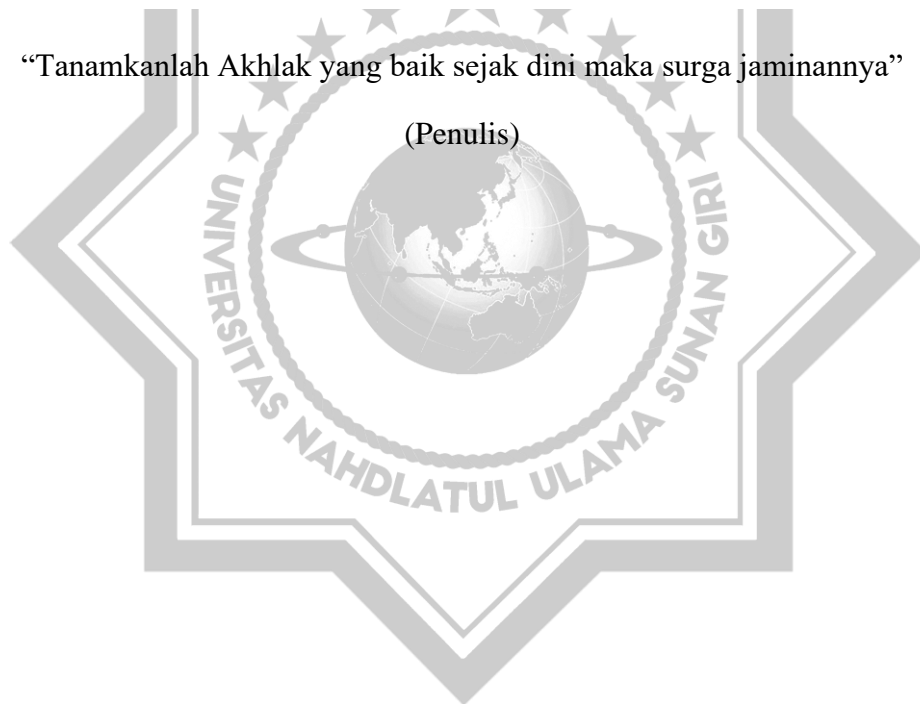 “Tanamkanlah Akhlak yang baik sejak dini maka surga jaminannya”
(Penulis)
UNIVERSITAS NAHDLATUL ULAMA SUNAN GIRI